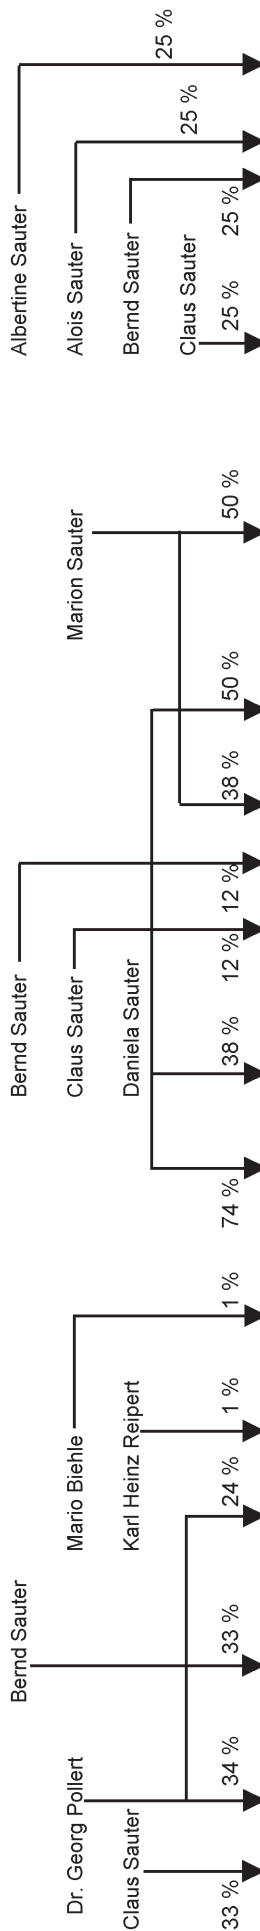 Claus Sauter
33 %
Dr. Georg Pollert
34 %
Bernd Sauter
33 %
24 %
Karl Heinz Reipert
1 %
Mario Biehle
1 %
74 %
Daniela Sauter
38 %
Claus Sauter
12 %
Bernd Sauter
12 %
38 %
50 %
Marion Sauter
50 %
Claus Sauter
25 %
Bernd Sauter
25 %
Alois Sauter
25 %
Albertine Sauter
25 %